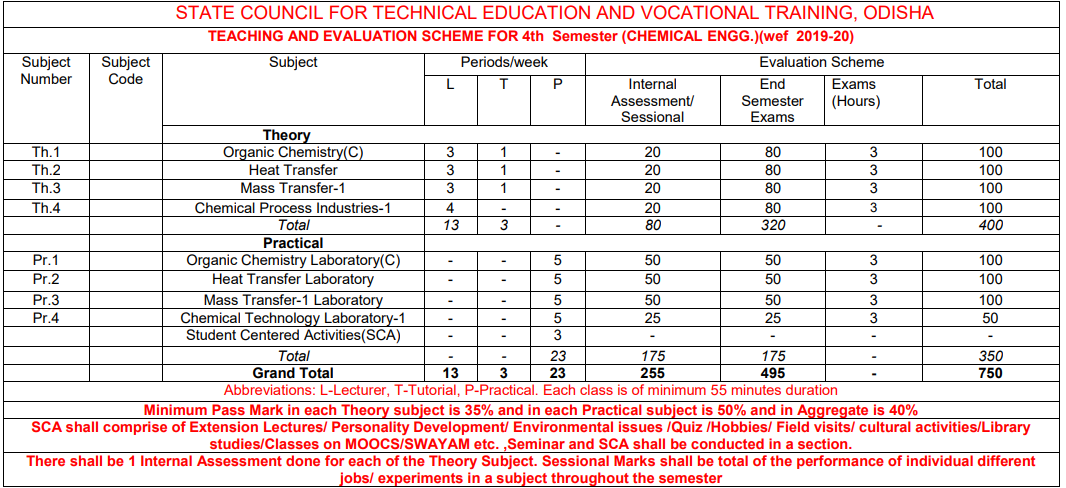 STATE COUNCIL FOR TECHNICAL EDUCATION AND VOCATIONAL TRAINING, ODISHA
TEACHING AND EVALUATION SCHEME FOR 4th Semester (CHEMICAL ENGG.)(wef 2019-20)
Subject Number Subject Code Subject Periods/week Evaluation Scheme
L T P Internal Assessment/ Sessional End Semester Exams Exams (Hours) Total
Theory
Th.1 Organic Chemistry(C) 3 1 - 20 80 3 100
Th.2 Heat Transfer 3 1 - 20 80 3 100
Th.3 Mass Transfer-1 3 1 - 20 80 3 100
Th.4 Chemical Process Industries-1 4 - - 20 80 3 100
Total 13 3 - 80 320 - 400
Practical
Pr.1 Organic Chemistry Laboratory(C) - - 5 50 50 3 100
Pr.2 Heat Transfer Laboratory - - 5 50 50 3 100
Pr.3 Mass Transfer-1 Laboratory - - 5 50 50 3 100
Pr.4 Chemical Technology Laboratory-1 - - 5 25 25 3 50
Student Centered Activities(SCA) - - 3 - - - -
Total - - 23 175 175 - 350
Grand Total 13 3 23 255 495 - 750
Abbreviations: L-Lecturer, T-Tutorial, P-Practical. Each class is of minimum 55 minutes duration
Minimum Pass Mark in each Theory subject is 35% and in each Practical subject is 50% and in Aggregate is 40%
SCA shall comprise of Extension Lectures/ Personality Development/ Environmental issues /Quiz /Hobbies/ Field visits/ cultural activities/Library
studies/Classes on MOOCS/SWAYAM etc. ,Seminar and SCA shall be conducted in a section.
There shall be 1 Internal Assessment done for each of the Theory Subject. Sessional Marks shall be total of the performance of individual different
jobs/ experiments in a subject throughout the semester